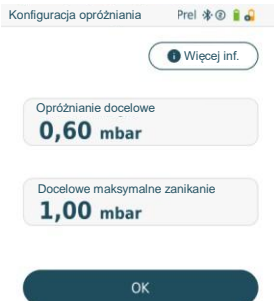 Konfiguracja opróżniania Prel
Więcej inf.
Opróżnianie docelowe
0,60 mbar
Docelowe maksymalne zanikanie
1,00 mbar
OK